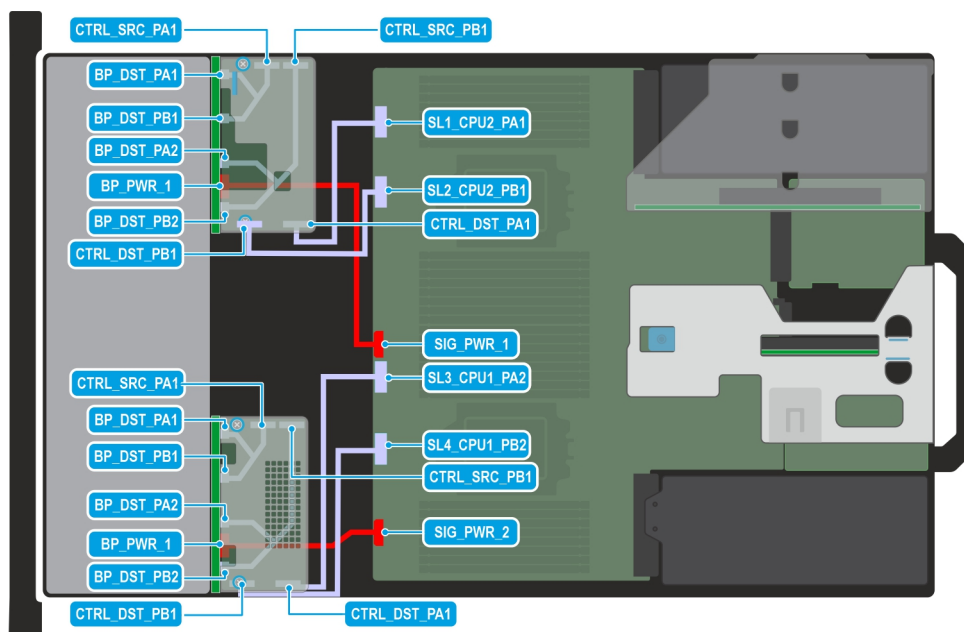 CTRL_SRC_PA1
CTRL_SRC_PB1
BP_DST_PA1
BP_DST_PB1
BP_DST_PA2
BP_PWR_1
BP_DST_PB2
CTRL_DST_PB1
SL1_CPU2_PA1
SL2_CPU2_PB1
CTRL_DST_PA1
SIG_PWR_1
SL3_CPU1_PA2
CTRL_SRC_PA1
BP_DST_PA1
BP_DST_PB1
BP_DST_PA2
BP_PWR_1
BP_DST_PB2
CTRL_DST_PB1
SL4_CPU1_PB2
CTRL_SRC_PB1
SIG_PWR_2
CTRL_DST_PA1